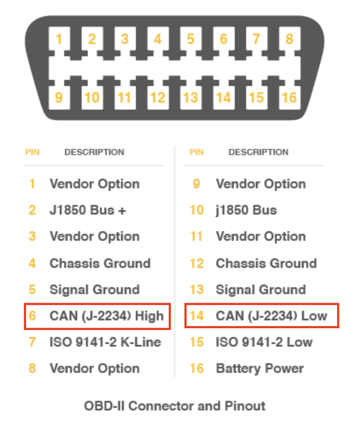 1 2 3 4 5 6 7 8
9 10 11 12 13 14 15 16
PIN DESCRIPTION PIN DESCRIPTION
1 Vendor Option 9 Vendor Option
2 J1850 Bus + 10 j1850 Bus
3 Vendor Option 11 Vendor Option
4 Chassis Ground 12 Chassis Ground
5 Signal Ground 13 Signal Ground
6 CAN (J-2234) High 14 CAN (J-2234) Low
7 ISO 9141-2 K-Line 15 ISO 9141-2 Low
8 Vendor Option 16 Battery Power
OBD-II Connector and Pinout